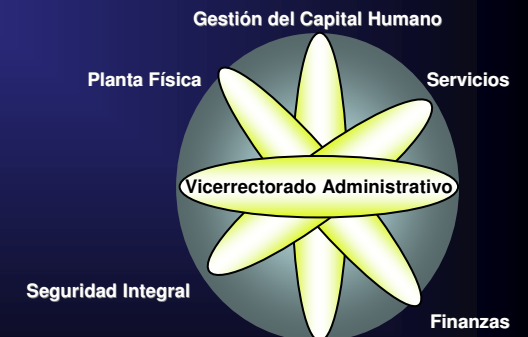 Gestión del Capital Humano
Planta Física
Servicios
Vicerrectorado Administrativo
Seguridad Integral
Finanzas